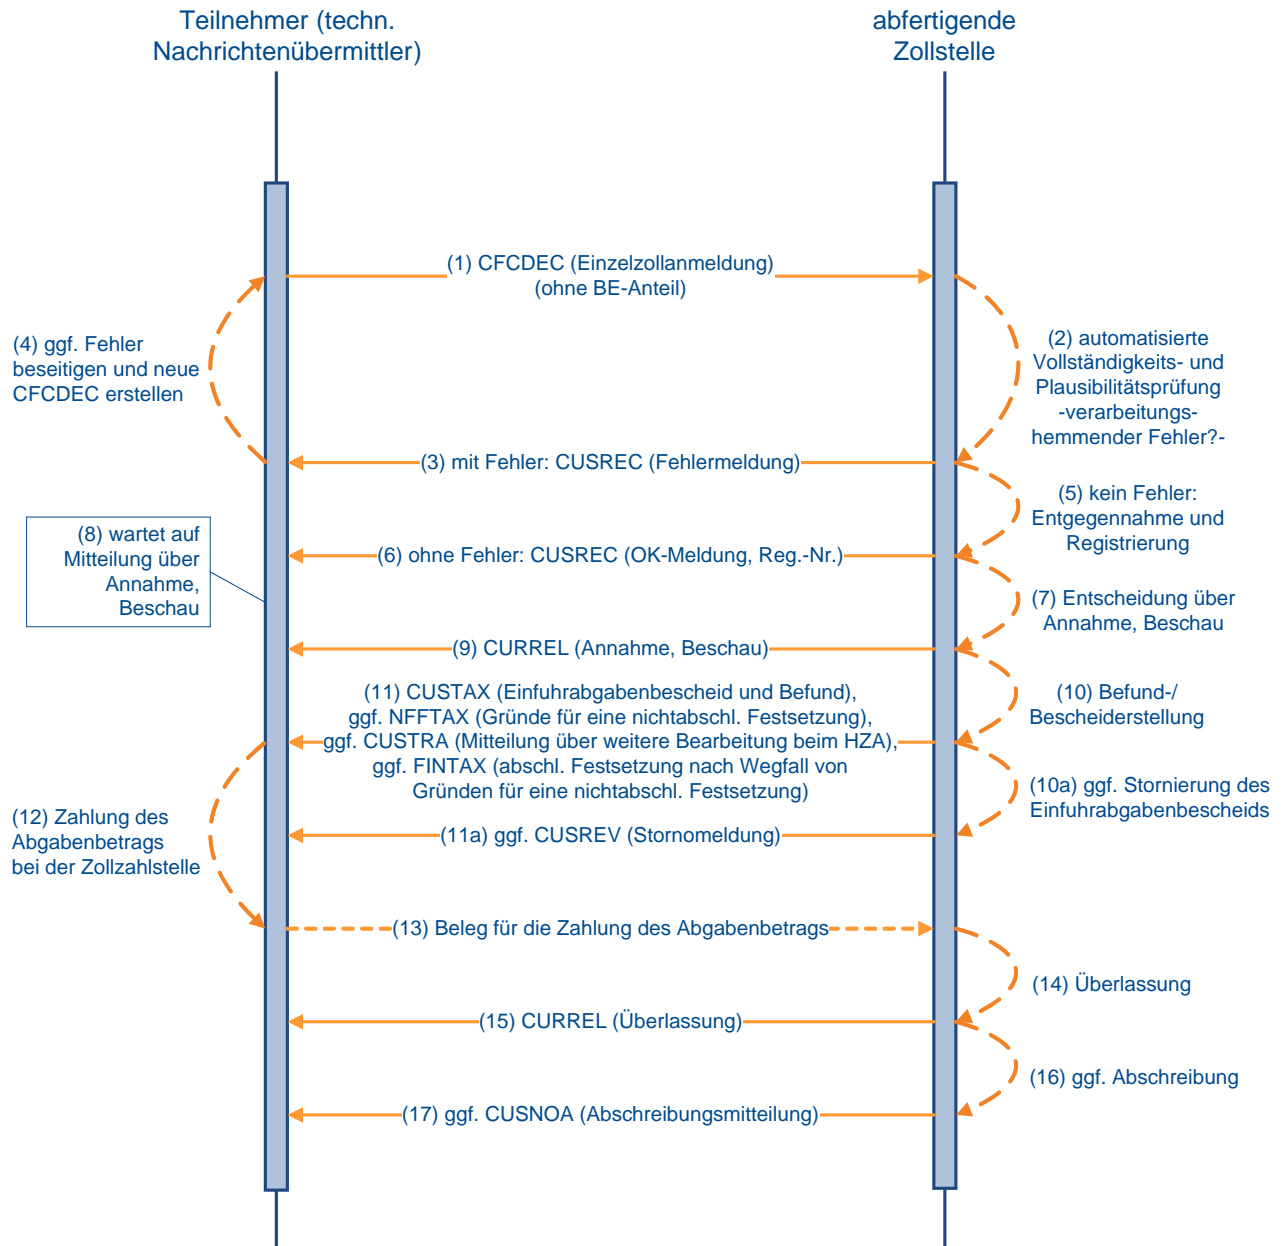 Teilnehmer (techn.
Nachrichtenübermittler)
abfertigende
Zollstelle
(1) CFCDEC (Einzelzollanmeldung)
(ohne BE-Anteil)
(2) automatisierte
Vollständigkeits- und
Plausibilitätsprüfung
-verarbeitungs-
hemmender Fehler?-
(4) ggf. Fehler
beseitigen und neue
CFCDEC erstellen
(3) mit Fehler: CUSREC (Fehlermeldung)
(5) kein Fehler:
Entgegennahme und
Registrierung
(6) ohne Fehler: CUSREC (OK-Meldung, Reg.-Nr.)
(8) wartet auf
Mitteilung über
Annahme,
Beschau
(7) Entscheidung über
Annahme, Beschau
(9) CURREL (Annahme, Beschau)
(10) Befund-/
Bescheiderstellung
(11) CUSTAX (Einfuhrabgabenbescheid und Befund),
ggf. NFFTAX (Gründe für eine nichtabschl. Festsetzung),
ggf. CUSTRA (Mitteilung über weitere Bearbeitung beim HZA),
ggf. FINTAX (abschl. Festsetzung nach Wegfall von
Gründen für eine nichtabschl. Festsetzung)
(10a) ggf. Stornierung des
Einfuhrabgabenbescheids
(12) Zahlung des
Abgabenbetrags
bei der Zollzahlstelle
(11a) ggf. CUSREV (Stornomeldung)
(13) Beleg für die Zahlung des Abgabenbetrags
(14) Überlassung
(15) CURREL (Überlassung)
(16) ggf. Abschreibung
(17) ggf. CUSNOA (Abschreibungsmitteilung)